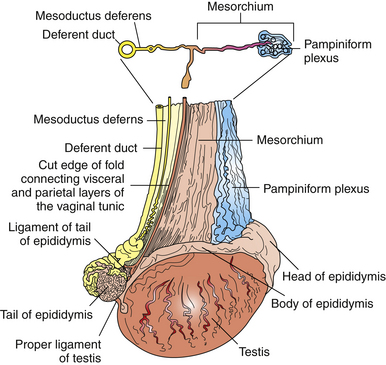 Mesorchium
Mesoductus deferens
Deferent duct
Pampiniform
plexus
Mesoductus deferns
Deferent duct
Cut edge of fold
connecting visceral
and parietal layers of
the vaginal tunic
Mesorchium
Pampiniform plexus
Ligament of tail
of epididymis
Head of epididymis
Body of epididymis
Tail of epididymis
Proper ligament
of testis
Testis